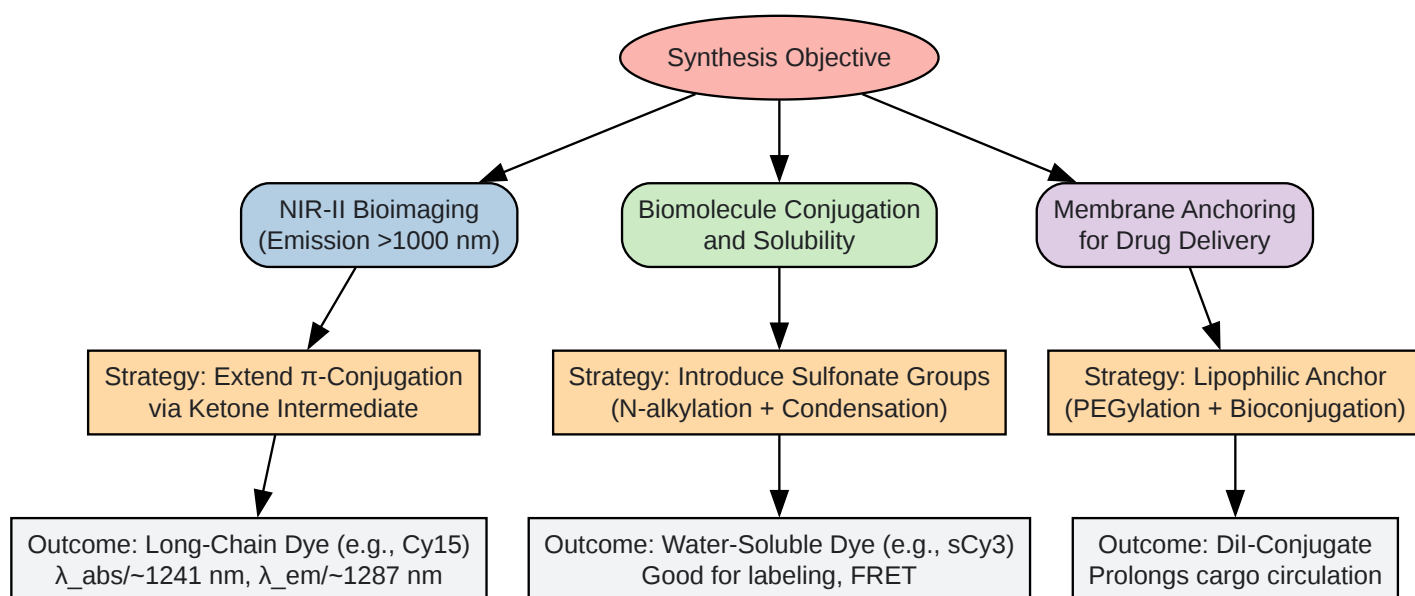 Synthesis Objective
NIR-II Bioimaging
(Emission >1000 nm)
Biomolecule Conjugation
and Solubility
Membrane Anchoring
for Drug Delivery
Strategy: Extend π-Conjugation
via Ketone Intermediate
Strategy: Introduce Sulfonate Groups
(N-alkylation + Condensation)
Strategy: Lipophilic Anchor
(PEGylation + Bioconjugation)
Outcome: Long-Chain Dye (e.g., Cy15)
λ_abs/~1241 nm, λ_em/~1287 nm
Outcome: Water-Soluble Dye (e.g., sCy3)
Good for labeling, FRET
Outcome: DiI-Conjugate
Prolongs cargo circulation